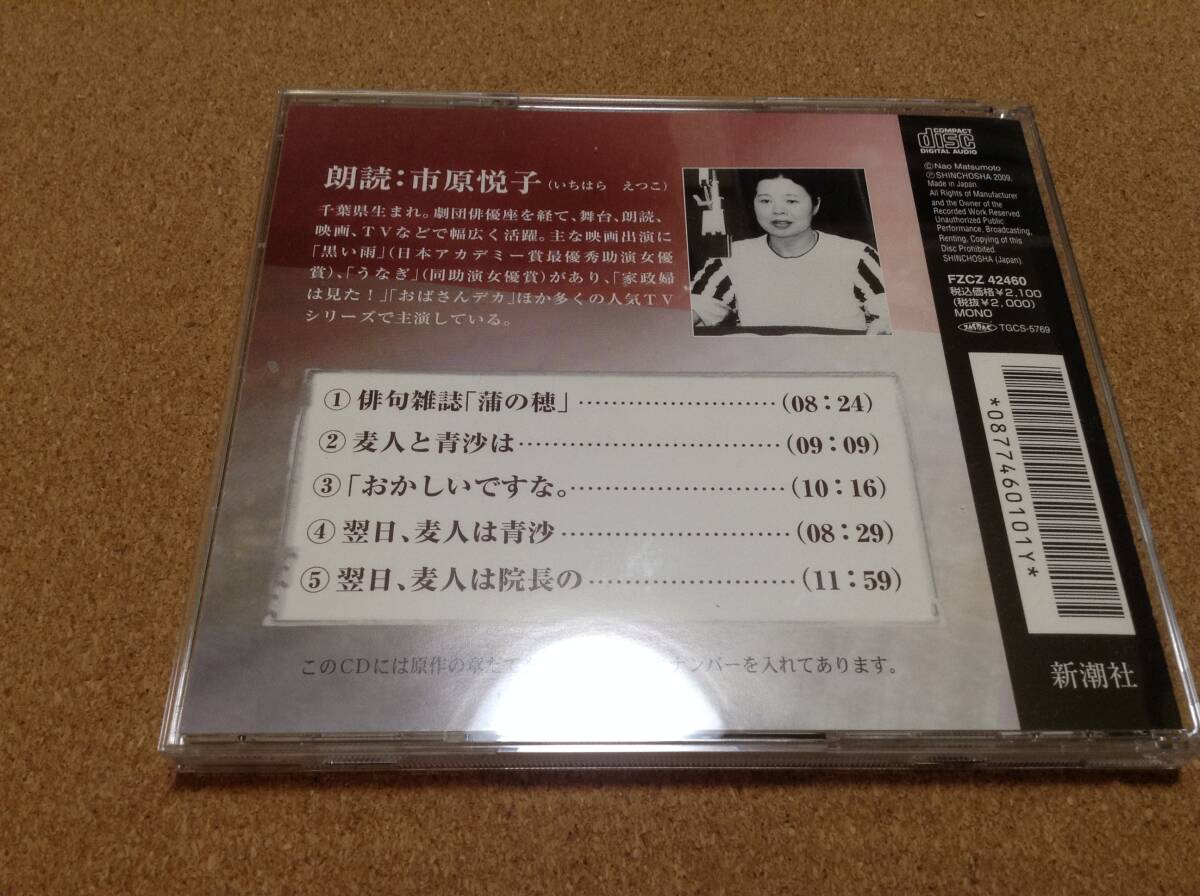 朗読：市原悦子（いちはら えつこ）
千葉県生まれ。劇団俳優座を経て、舞台、朗読、
映画、TVなどで幅広く活躍。主な映画出演に
「黒い雨」（日本アカデミー賞最優秀助演女優
賞）、「うなぎ」（同助演女優賞）があり、「家政婦
は見た！」「おばさんデカ」ほか多くの人気TV
シリーズで主演している。
① 俳句雑誌「蒲の穂」……………………（08：24）
② 麦人と青沙は……………………………（09：09）
③ 「おかしいですな。………………………（10：16）
④ 翌日、麦人は青沙…………………………（08：29）
⑤ 翌日、麦人は院長の………………………（11：59）
このCDには原作の章だて
ナンバーを入れてあります。
COMPACT
disc
DIGITAL AUDIO
©Nao Matsumoto
℗SHINCHOSHA 2009,
Made in Japan.
All Rights of Manufacturer
and the Owner of the
Recorded Work Reserved.
Unauthorized Public
Performance, Broadcasting,
Renting, Copying of this
Disc Prohibited.
SHINCHOSHA (Japan)
FZCZ 42460
税込価格¥2,100
(税抜¥2,000)
MONO
TGCS-5769
*0877460101Y*
新潮社